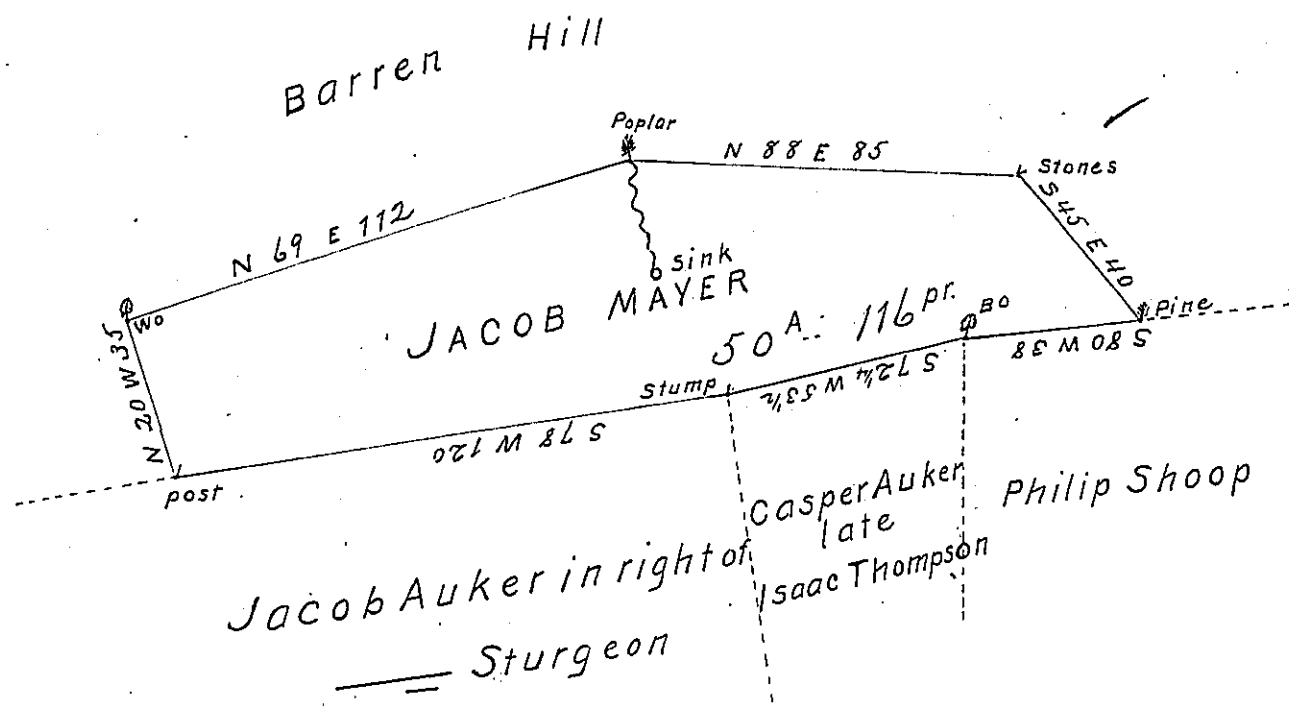 Barren Hill
Poplar
N 88 E 85
Stones
N 69 E 112
S 45 E 40
sink
WO
JACOB MAYER
Pine
BO
50 A.: 116 pr.
N 20 W 35
S 80 W 38
Stump
S 72¼ W 53½
S 78 W 120
post
Casper Auker
late
Isaac Thompson
Philip Shoop
Jacob Auker in right of
Sturgeon